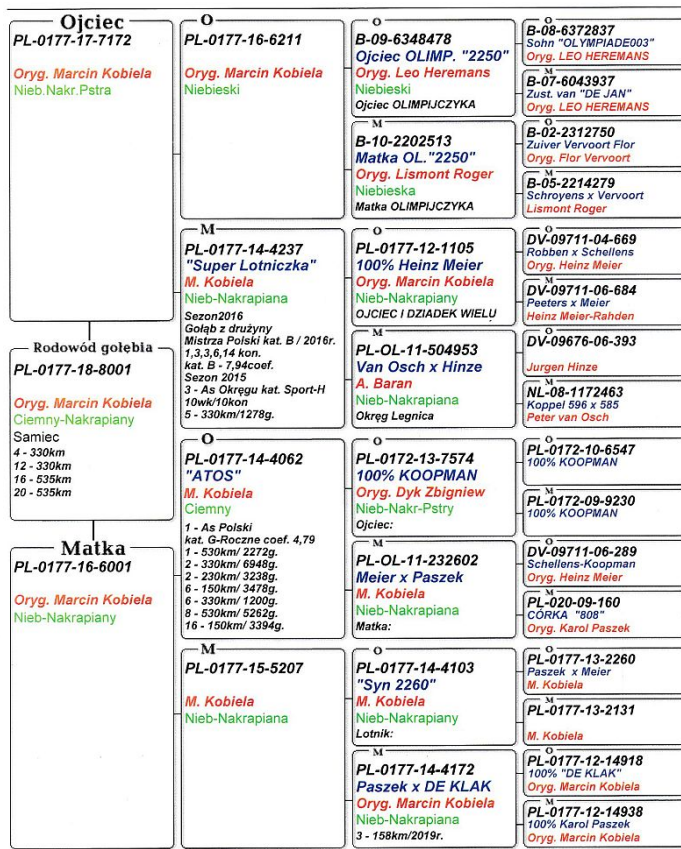 Ojciec
PL-0177-17-7172
Oryg. Marcin Kobiela
Nieb.Nakr.Pstra
Rodowód gołębia
PL-0177-18-8001
Oryg. Marcin Kobiela
Ciemny-Nakrapiany
Samiec
4 - 330km
12 - 330km
16 - 535km
20 - 535km
Matka
PL-0177-16-6001
Oryg. Marcin Kobiela
Nieb-Nakrapiany
O
PL-0177-16-6211
Oryg. Marcin Kobiela
Niebieski
M
PL-0177-14-4237
"Super Lotniczka"
M. Kobiela
Nieb-Nakrapiana
Sezon2016
Gołąb z drużyny
Mistrza Polski kat. B / 2016r.
1,3,3,6,14 kon.
kat. B - 7,94coef.
Sezon 2015
3 - As Okręgu kat. Sport-H
10wk/10kon
5 - 330km/1278g.
O
PL-0177-14-4062
"ATOS"
M. Kobiela
Ciemny
1 - As Polski
kat. G-Roczne coef. 4,79
1 - 530km/ 2272g.
2 - 330km/ 6948g.
2 - 230km/ 3238g.
6 - 150km/ 3478g.
6 - 330km/ 1200g.
8 - 530km/ 5262g.
16 - 150km/ 3394g.
M
PL-0177-15-5207
M. Kobiela
Nieb-Nakrapiana
O
B-09-6348478
Ojciec OLIMP. "2250"
Oryg. Leo Heremans
Niebieski
Ojciec OLIMPIJCZYKA
M
B-10-2202513
Matka OL."2250"
Oryg. Lismont Roger
Niebieska
Matka OLIMPIJCZYKA
O
PL-0177-12-1105
100% Heinz Meier
Oryg. Marcin Kobiela
Nieb-Nakrapiany
OJCIEC I DZIADEK WIELU
M
PL-OL-11-504953
Van Osch x Hinze
A. Baran
Nieb-Nakrapiana
Okręg Legnica
O
PL-0172-13-7574
100% KOOPMAN
Oryg. Dyk Zbigniew
Nieb-Nakr-Pstry
Ojciec:
M
PL-OL-11-232602
Meier x Paszek
M. Kobiela
Nieb-Nakrapiana
Matka:
O
PL-0177-14-4103
"Syn 2260"
M. Kobiela
Nieb-Nakrapiany
Lotnik:
M
PL-0177-14-4172
Paszek x DE KLAK
Oryg. Marcin Kobiela
Nieb-Nakrapiana
3 - 158km/2019r.
O
B-08-6372837
Sohn "OLYMPIADE003"
Oryg. LEO HEREMANS
M
B-07-6043937
Zust. van "DE JAN"
Oryg. LEO HEREMANS
O
B-02-2312750
Zuiver Vervoort Flor
Oryg. Flor Vervoort
M
B-05-2214279
Schroyens x Vervoort
Lismont Roger
O
DV-09711-04-669
Robben x Schellens
Oryg. Heinz Meier
M
DV-09711-06-684
Peeters x Meier
Heinz Meier-Rahden
O
DV-09676-06-393
Jurgen Hinze
M
NL-08-1172463
Koppel 596 x 585
Peter van Osch
O
PL-0172-10-6547
100% KOOPMAN
M
PL-0172-09-9230
100% KOOPMAN
O
DV-09711-06-289
Schellens-Koopman
Oryg. Heinz Meier
M
PL-020-09-160
CÓRKA "808"
Oryg. Karol Paszek
O
PL-0177-13-2260
Paszek x Meier
M. Kobiela
M
PL-0177-13-2131
M. Kobiela
O
PL-0177-12-14918
100% "DE KLAK"
Oryg. Marcin Kobiela
M
PL-0177-12-14938
100% Karol Paszek
Oryg. Marcin Kobiela